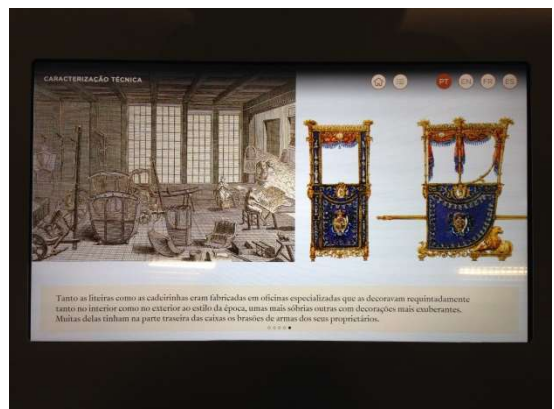 CARACTERIZAÇÃO TÉCNICA
PT EN FR ES
Tanto as liteiras como as cadeirinhas eram fabricadas em oficinas especializadas que as decoravam requintadamente
tanto no interior como no exterior ao estilo da época, umas mais sóbrias outras com decorações mais exuberantes.
Muitas delas tinham na parte traseira das caixas os brasões de armas dos seus proprietários.